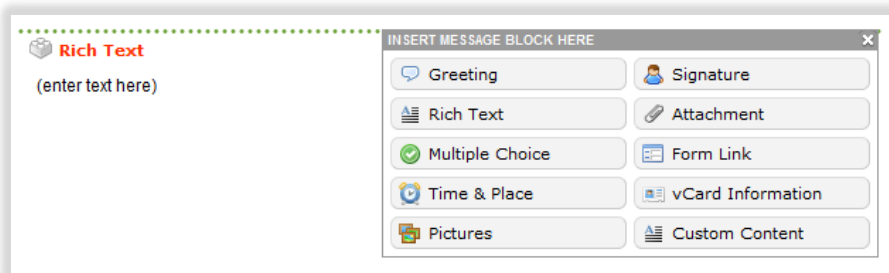 Rich Text
(enter text here)
INSERT MESSAGE BLOCK HERE
Greeting
Signature
Rich Text
Attachment
Multiple Choice
Form Link
Time & Place
vCard Information
Pictures
Custom Content